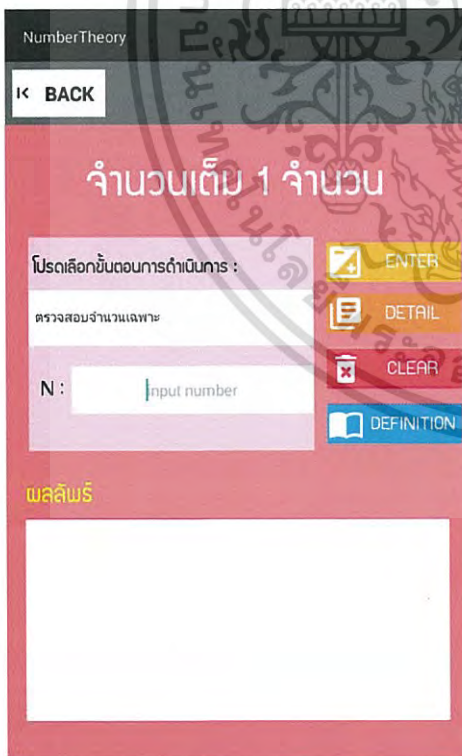 NumberTheory
BACK
จำนวนเต็ม 1 จำนวน
โปรดเลือกขั้นตอนการดำเนินการ :
ENTER
ตรวจสอบจำนวนเฉพาะ
DETAIL
CLEAR
N :
input number
DEFINITION
ผลลัพธ์